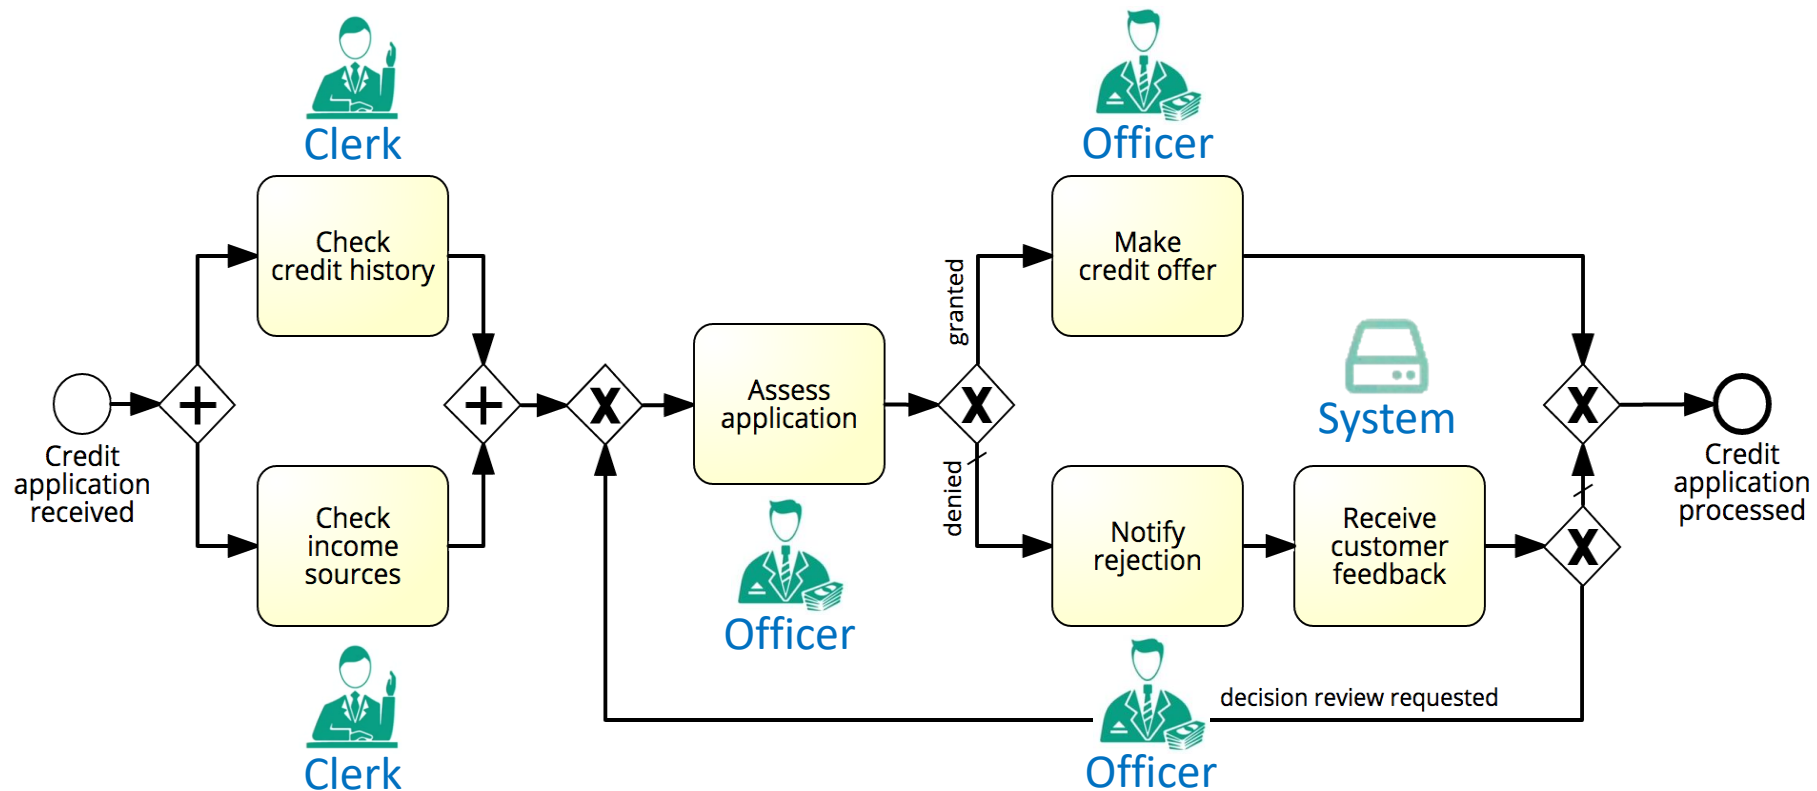 Clerk
Officer
Check
credit history
Make
credit offer
granted
System
Assess
application
Credit
application
received
denied
Credit
application
processed
Check
income
sources
Notify
rejection
Receive
customer
feedback
Officer
decision review requested
Clerk
Officer